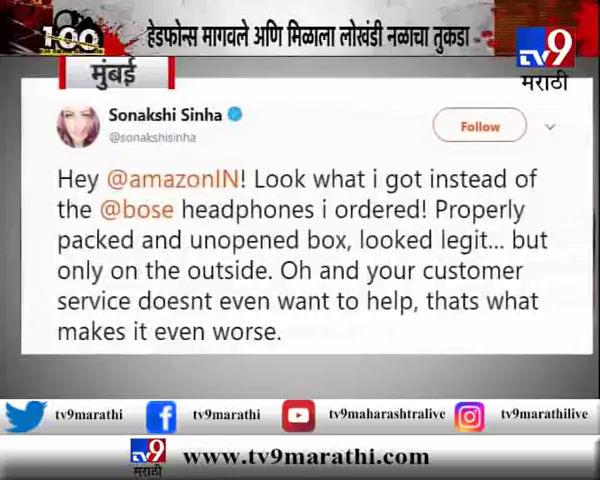 100
हेडफोन्स मागवले अणि मिळाला लोखंडी नळाचा तुकडा -
tv9
मराठी
मुंबई
Sonakshi Sinha
@sonakshisinha
Follow
Hey @amazonIN! Look what i got instead of
the @bose headphones i ordered! Properly
packed and unopened box, looked legit... but
only on the outside. Oh and your customer
service doesnt even want to help, thats what
makes it even worse.
tv9marathi
tv9marathi
tv9maharashtralive
tv9marathilive
tv9
मराठी
www.tv9marathi.com